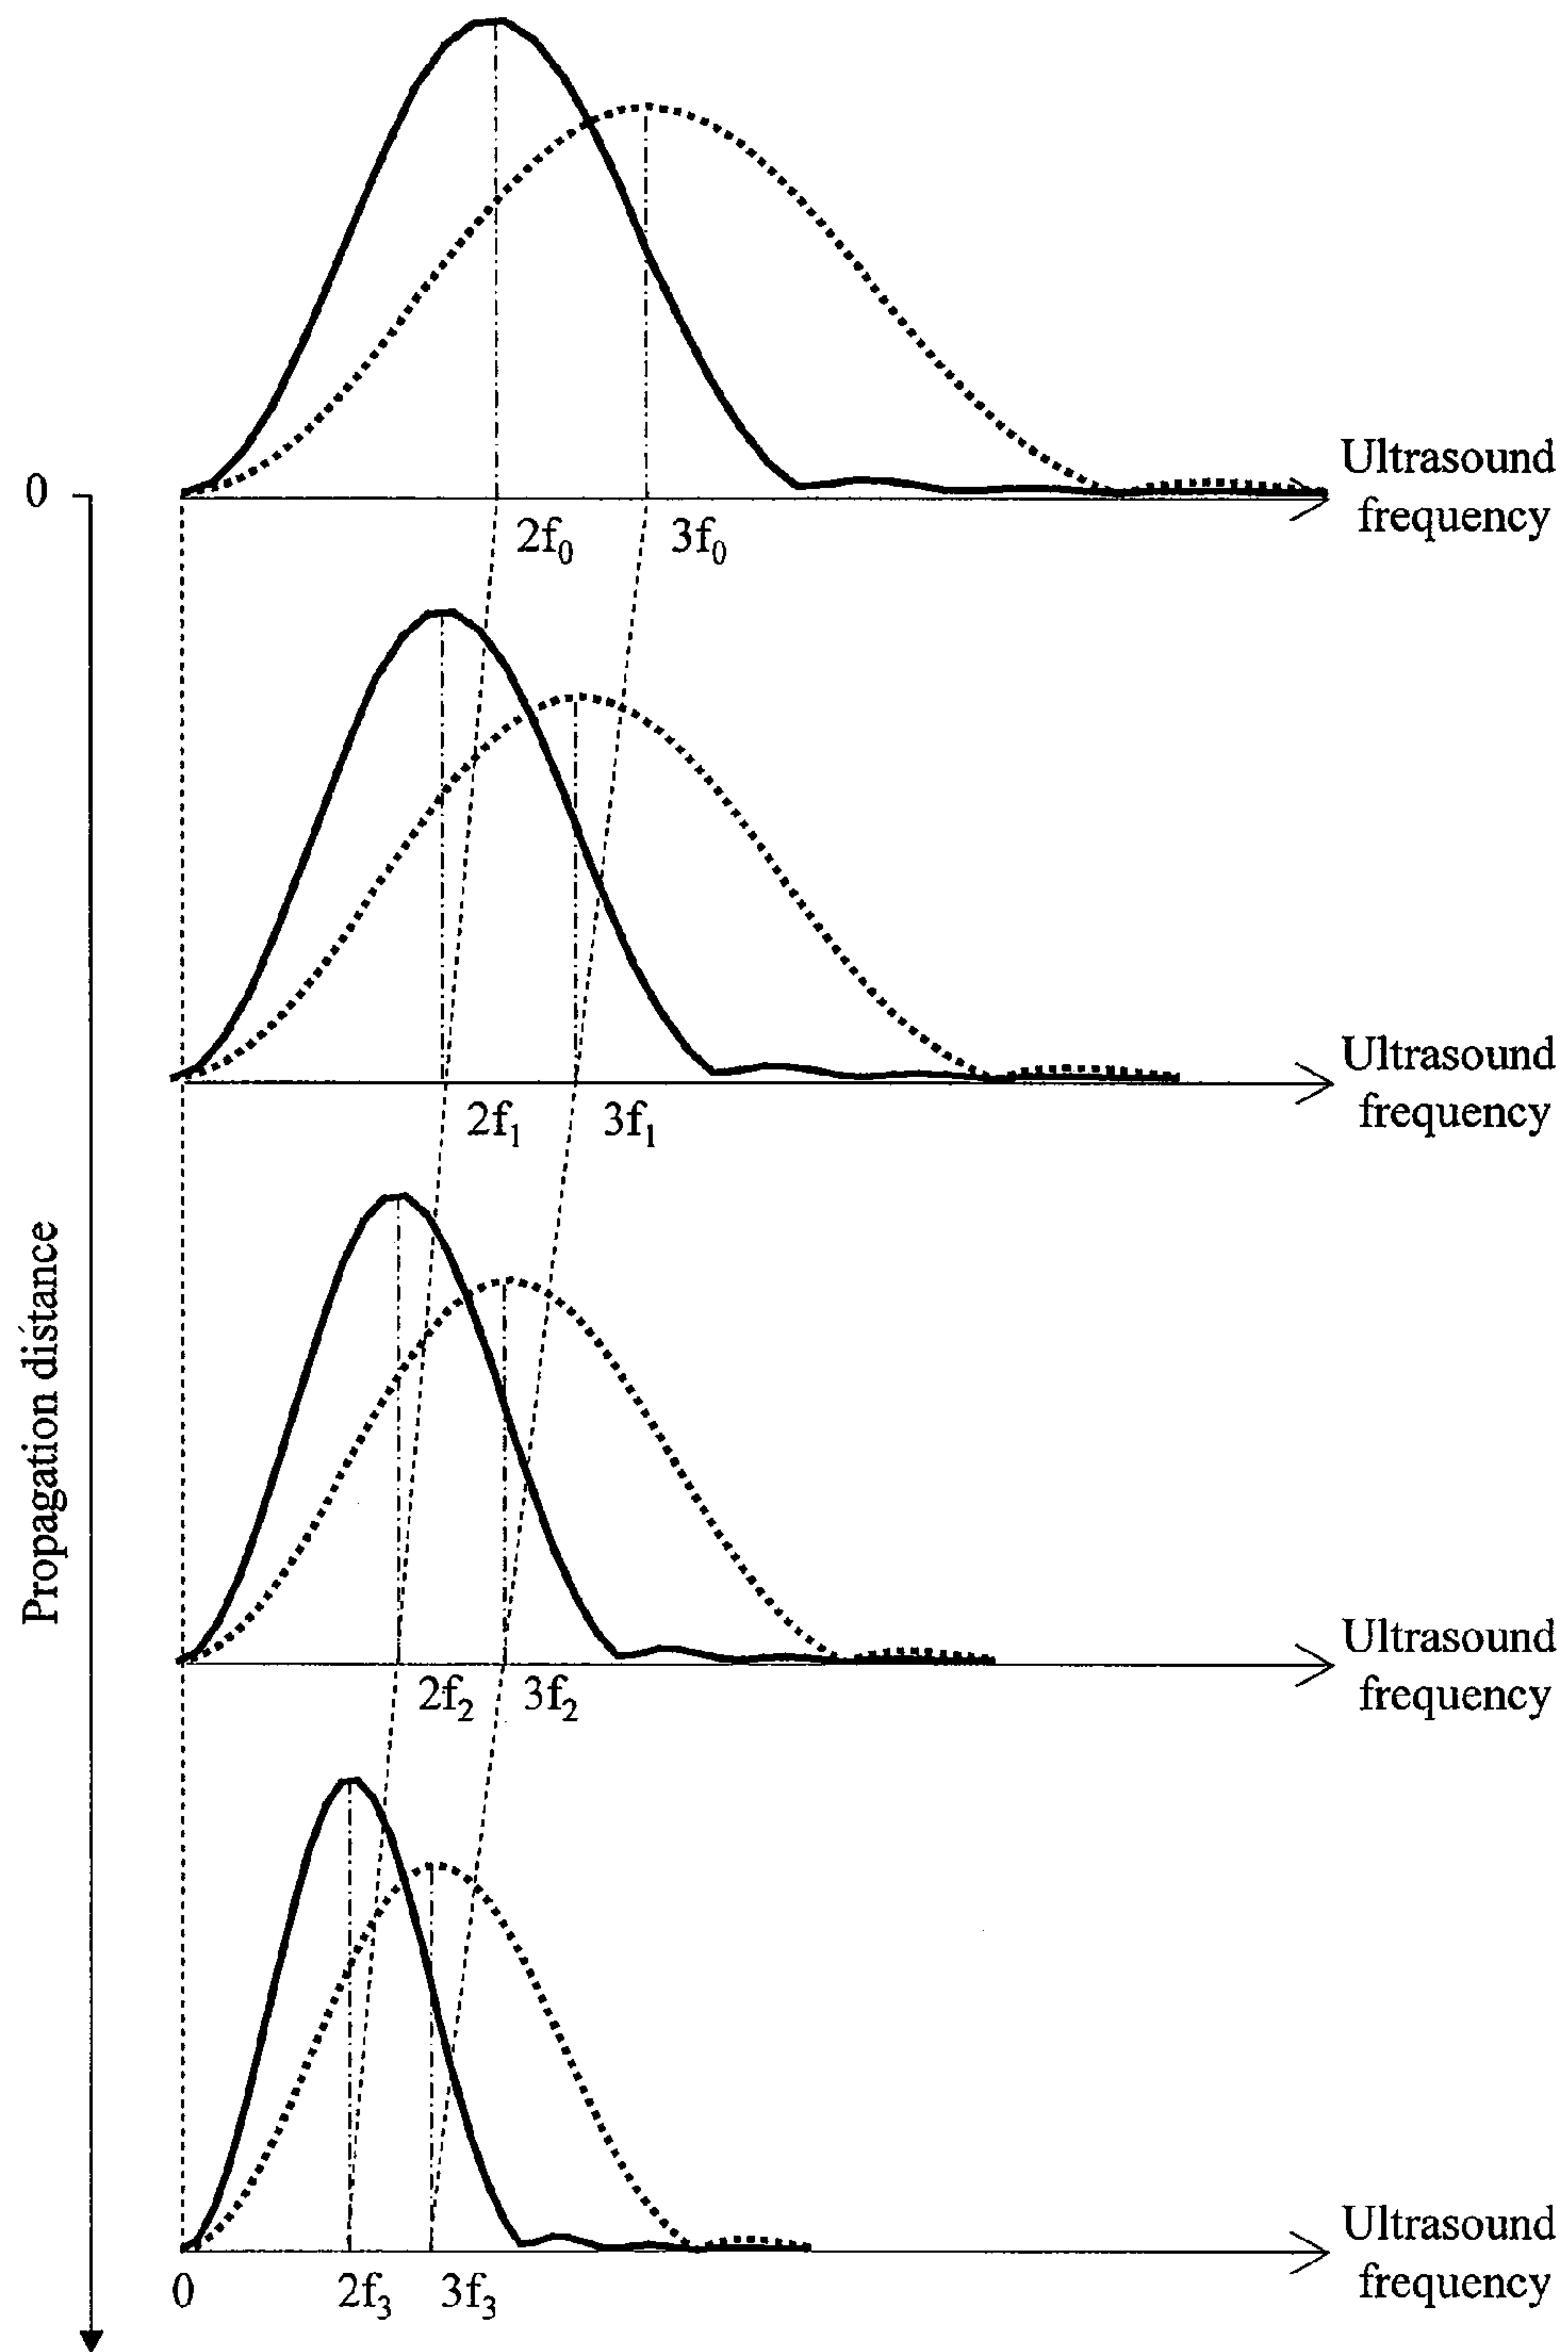 0
Ultrasound
frequency
2f₀
3f₀
Ultrasound
frequency
2f₁
3f₁
Propagation distance
Ultrasound
frequency
2f₂
3f₂
Ultrasound
frequency
0
2f₃
3f₃